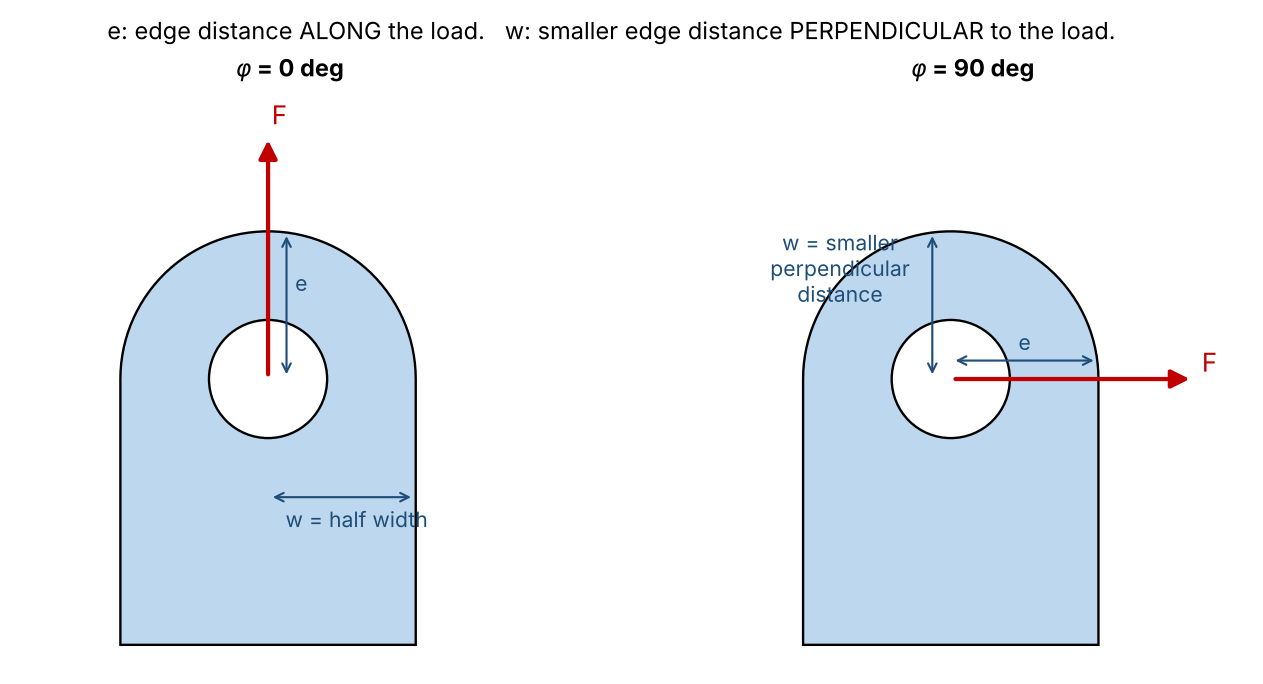 e: edge distance ALONG the load.   w: smaller edge distance PERPENDICULAR to the load.
φ = 0 deg
F
e
w = half width
φ = 90 deg
w = smaller
perpendicular
distance
e
F